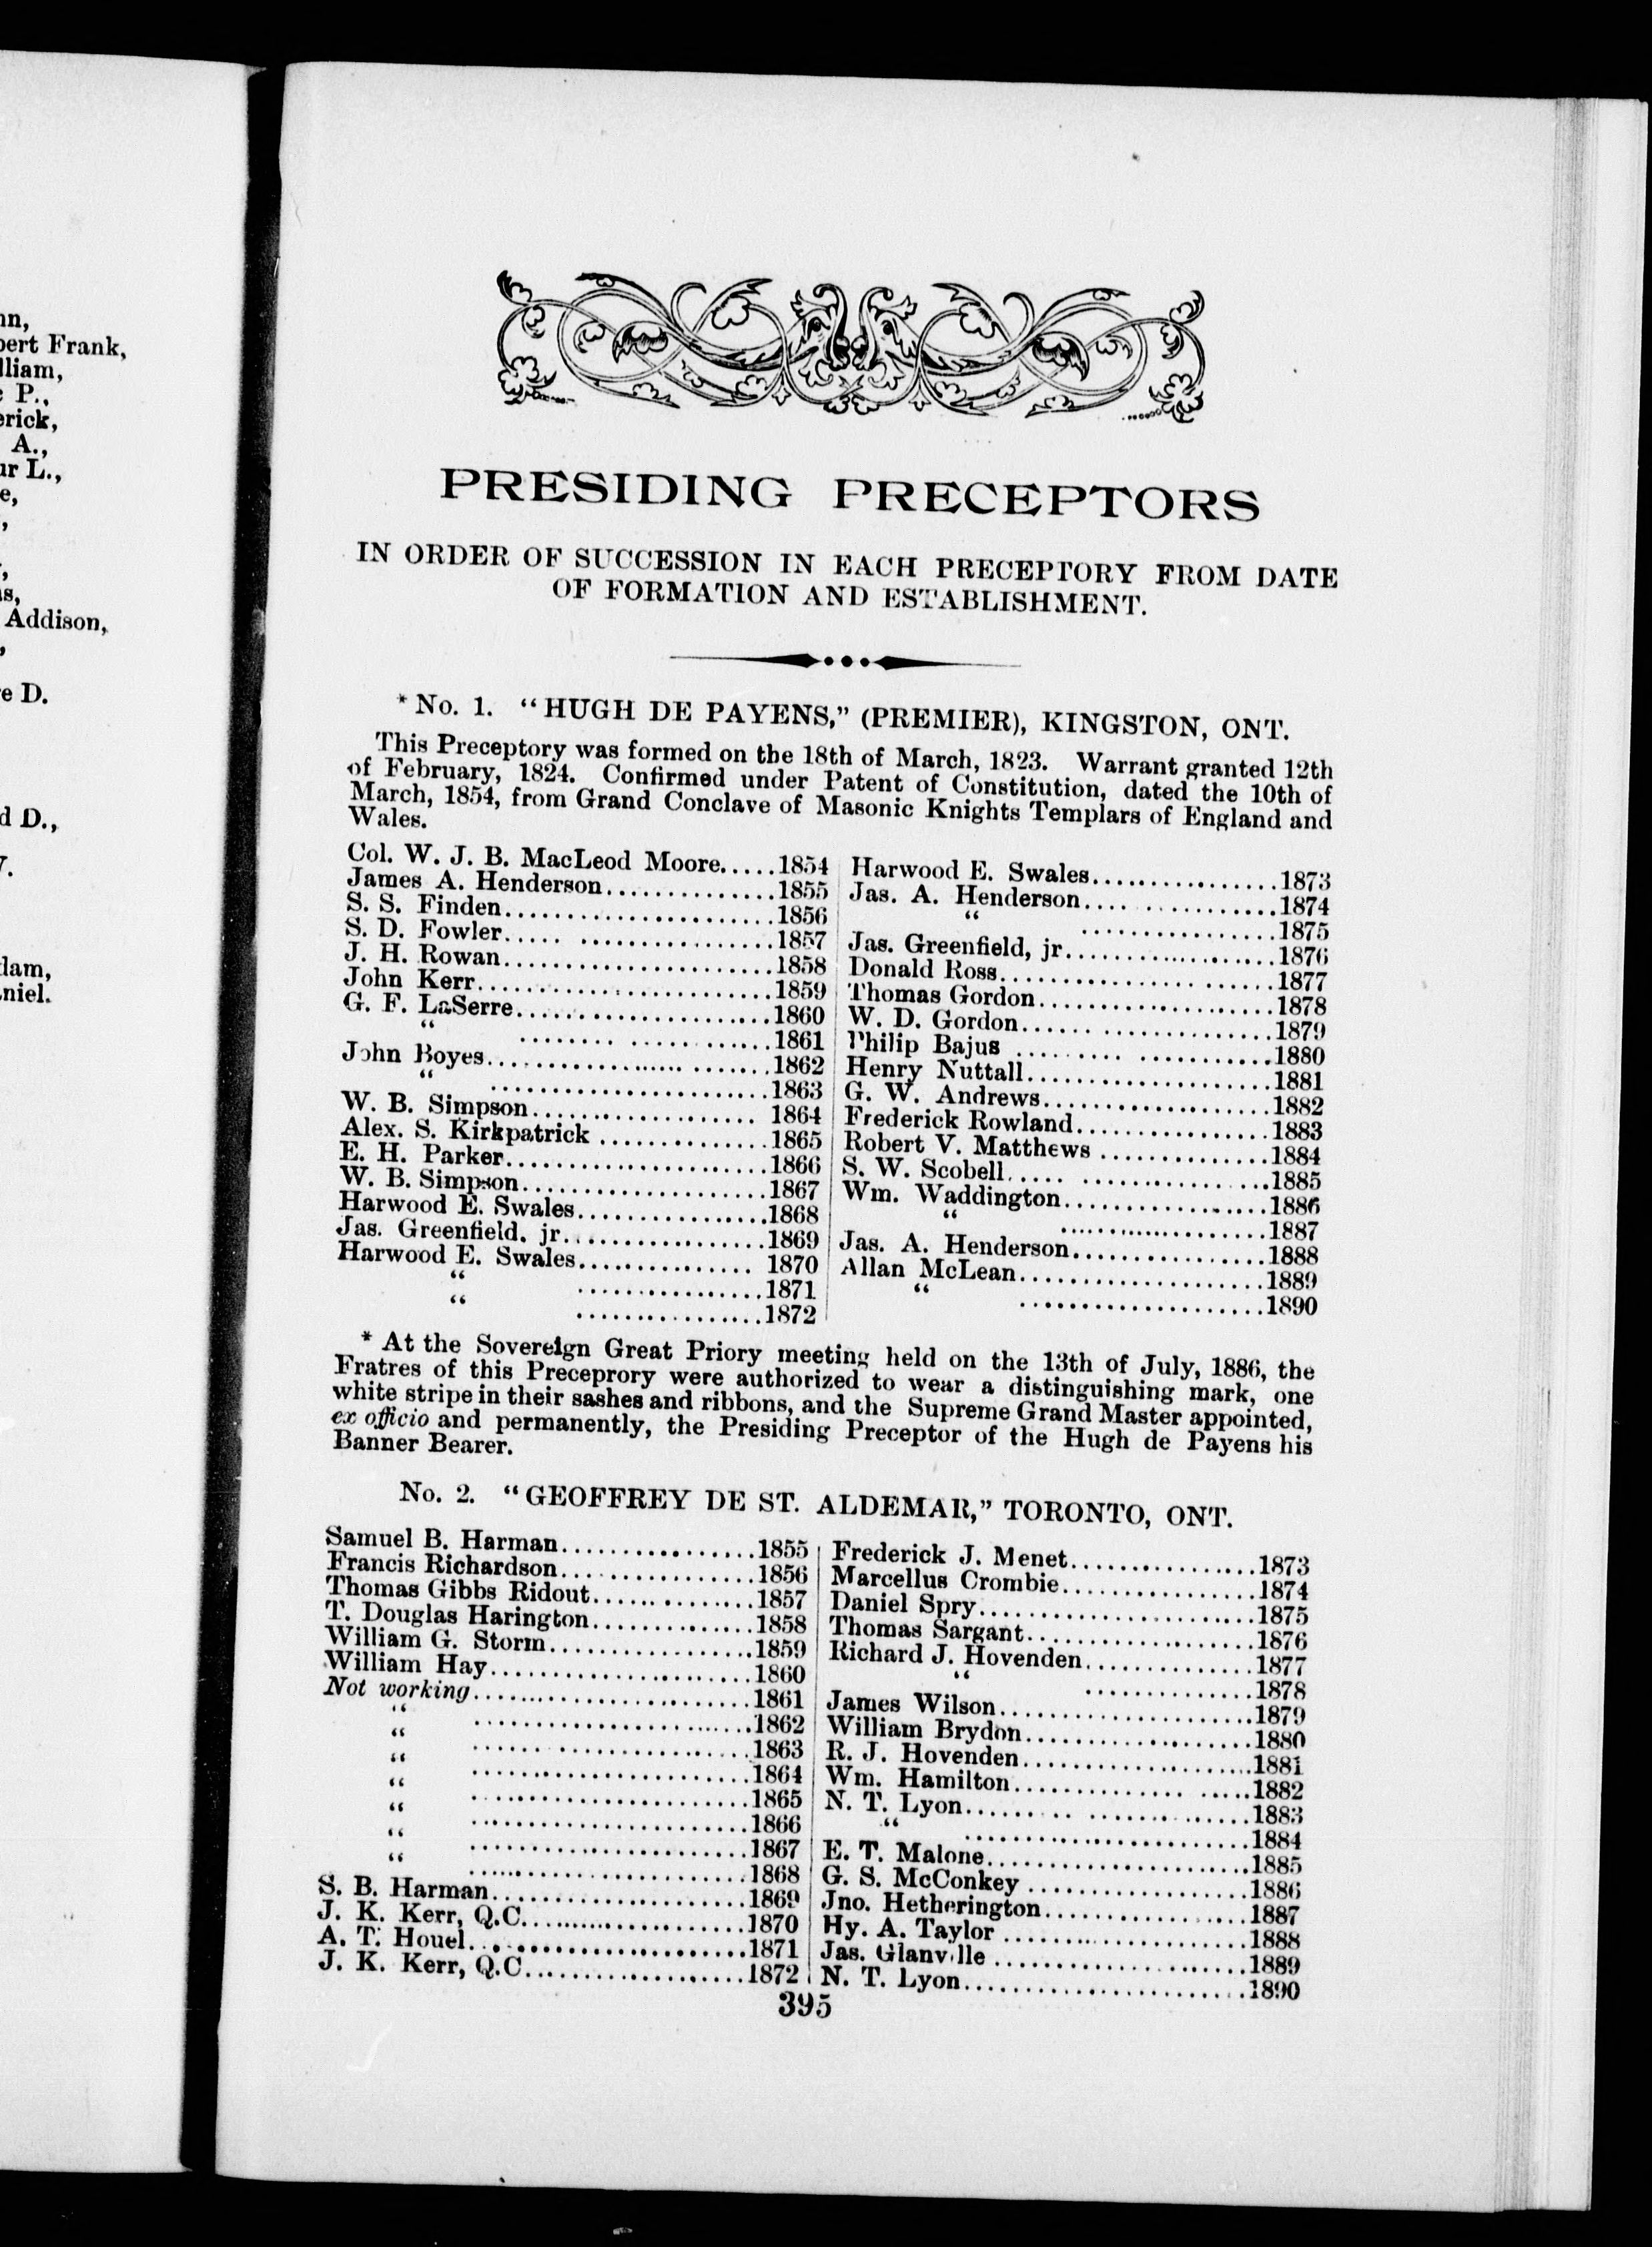 nn,
bert Frank,
lliam,
P.,
erick,
A.,
ur L.,
e,
,
,
s,
Addison,
,
e D.
d D.,
.
dam,
niel.
PRESIDING PRECEPTORS
IN ORDER OF SUCCESSION IN EACH PRECEPTORY FROM DATE
OF FORMATION AND ESTABLISHMENT.
* No. 1. "HUGH DE PAYENS," (PREMIER), KINGSTON, ONT.
This Preceptory was formed on the 18th of March, 1823. Warrant granted 12th
of February, 1824. Confirmed under Patent of Constitution, dated the 10th of
March, 1854, from Grand Conclave of Masonic Knights Templars of England and
Wales.
Col. W. J. B. MacLeod Moore.....1854
James A. Henderson..............1855
S. S. Finden......................1856
S. D. Fowler..... ................1857
J. H. Rowan......................1858
John Kerr........................1859
G. F. LaSerre.....................1860
" ....................1861
John Boyes.......................1862
" .......................1863
W. B. Simpson................... 1864
Alex. S. Kirkpatrick ..............1865
E. H. Parker......................1866
W. B. Simpson....................1867
Harwood E. Swales................1868
Jas. Greenfield, jr.................1869
Harwood E. Swales............... 1870
" ................1871
" ................1872
Harwood E. Swales................1873
Jas. A. Henderson.................1874
" .................1875
Jas. Greenfield, jr..................1876
Donald Ross.......................1877
Thomas Gordon....................1878
W. D. Gordon.....................1879
Philip Bajus ......................1880
Henry Nuttall.....................1881
G. W. Andrews....................1882
Frederick Rowland.................1883
Robert V. Matthews ...............1884
S. W. Scobell......................1885
Wm. Waddington..................1886
" ..................1887
Jas. A. Henderson.................1888
Allan McLean.....................1889
" .....................1890
* At the Sovereign Great Priory meeting held on the 13th of July, 1886, the
Fratres of this Preceprory were authorized to wear a distinguishing mark, one
white stripe in their sashes and ribbons, and the Supreme Grand Master appointed,
ex officio and permanently, the Presiding Preceptor of the Hugh de Payens his
Banner Bearer.
No. 2. "GEOFFREY DE ST. ALDEMAR," TORONTO, ONT.
Samuel B. Harman................1855
Francis Richardson................1856
Thomas Gibbs Ridout..............1857
T. Douglas Harington..............1858
William G. Storm.................1859
William Hay......................1860
Not working.......................1861
" .......................1862
" .......................1863
" .......................1864
" .......................1865
" .......................1866
" .......................1867
" .......................1868
S. B. Harman.....................1869
J. K. Kerr, Q.C...................1870
A. T. Houel.......................1871
J. K. Kerr, Q.C...................1872
Frederick J. Menet................1873
Marcellus Crombie.................1874
Daniel Spry.......................1875
Thomas Sargant...................1876
Richard J. Hovenden..............1877
" ..............1878
James Wilson.....................1879
William Brydon...................1880
R. J. Hovenden...................1881
Wm. Hamilton....................1882
N. T. Lyon.......................1883
" .......................1884
E. T. Malone.....................1885
G. S. McConkey ..................1886
Jno. Hetherington.................1887
Hy. A. Taylor ....................1888
Jas. Glanville .....................1889
N. T. Lyon.......................1890
395